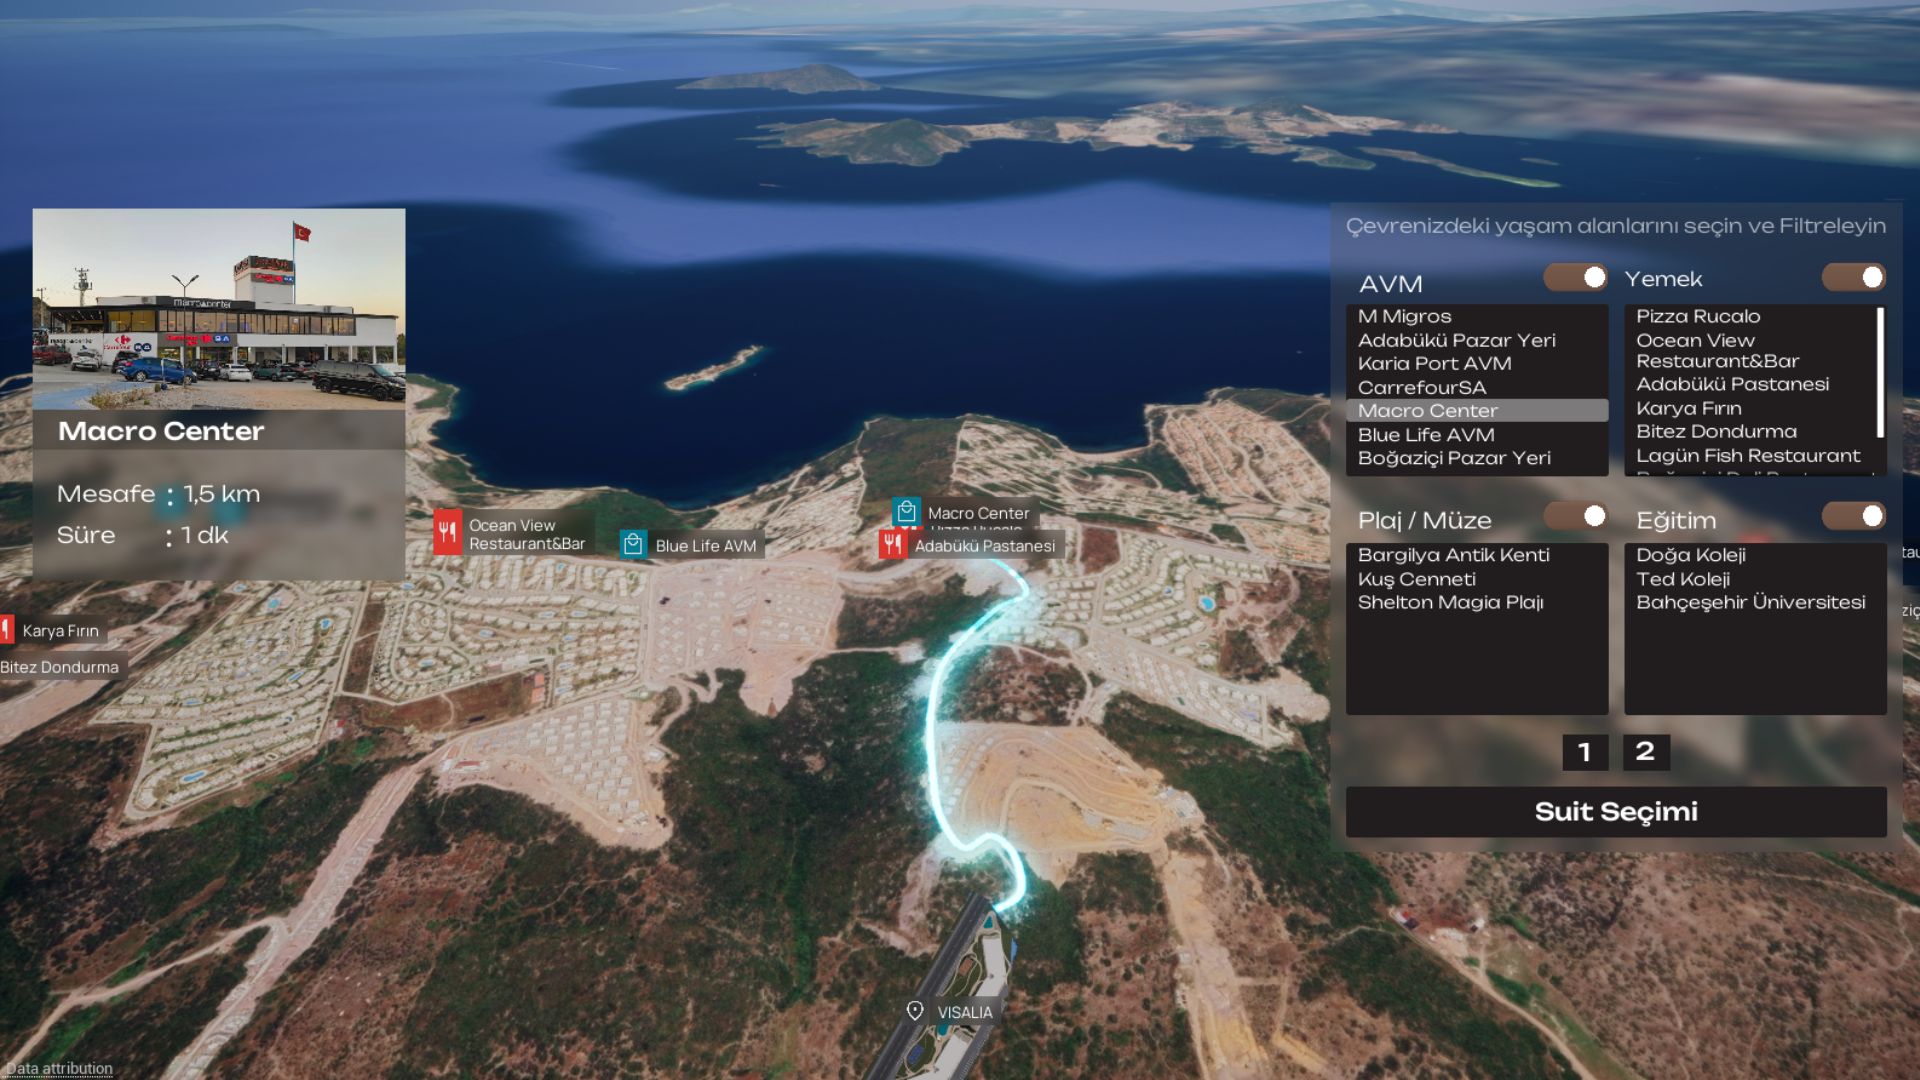 Çevrenizdeki yaşam alanlarını seçin ve Filtreleyin
AVM
M Migros
Adabükü Pazar Yeri
Karia Port AVM
CarrefourSA
Macro Center
Blue Life AVM
Boğaziçi Pazar Yeri
Yemek
Pizza Rucalo
Ocean View
Restaurant&Bar
Adabükü Pastanesi
Karya Fırın
Bitez Dondurma
Lagün Fish Restaurant
Plaj / Müze
Bargilya Antik Kenti
Kuş Cenneti
Shelton Magia Plajı
Eğitim
Doğa Koleji
Ted Koleji
Bahçeşehir Üniversitesi
1
2
Suit Seçimi
macrocenter
Macro Center
Mesafe : 1,5 km
Süre : 1 dk
Ocean View
Restaurant&Bar
Blue Life AVM
Macro Center
Adabükü Pastanesi
Karya Fırın
Bitez Dondurma
VISALIA
Data attribution